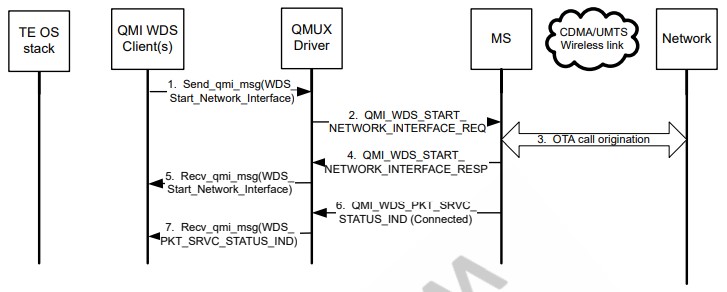 TE OS
stack
QMI WDS
Client(s)
QMUX
Driver
MS
CDMA/UMTS
Wireless link
Network
1. Send_qmi_msg(WDS_
Start_Network_Interface)
2. QMI_WDS_START_
NETWORK_INTERFACE_REQ
3. OTA call origination
4. QMI_WDS_START_
NETWORK_INTERFACE_RESP
5. Recv_qmi_msg(WDS_
Start_Network_Interface)
6. QMI_WDS_PKT_SRVC_
STATUS_IND (Connected)
7. Recv_qmi_msg(WDS_
PKT_SRVC_STATUS_IND)